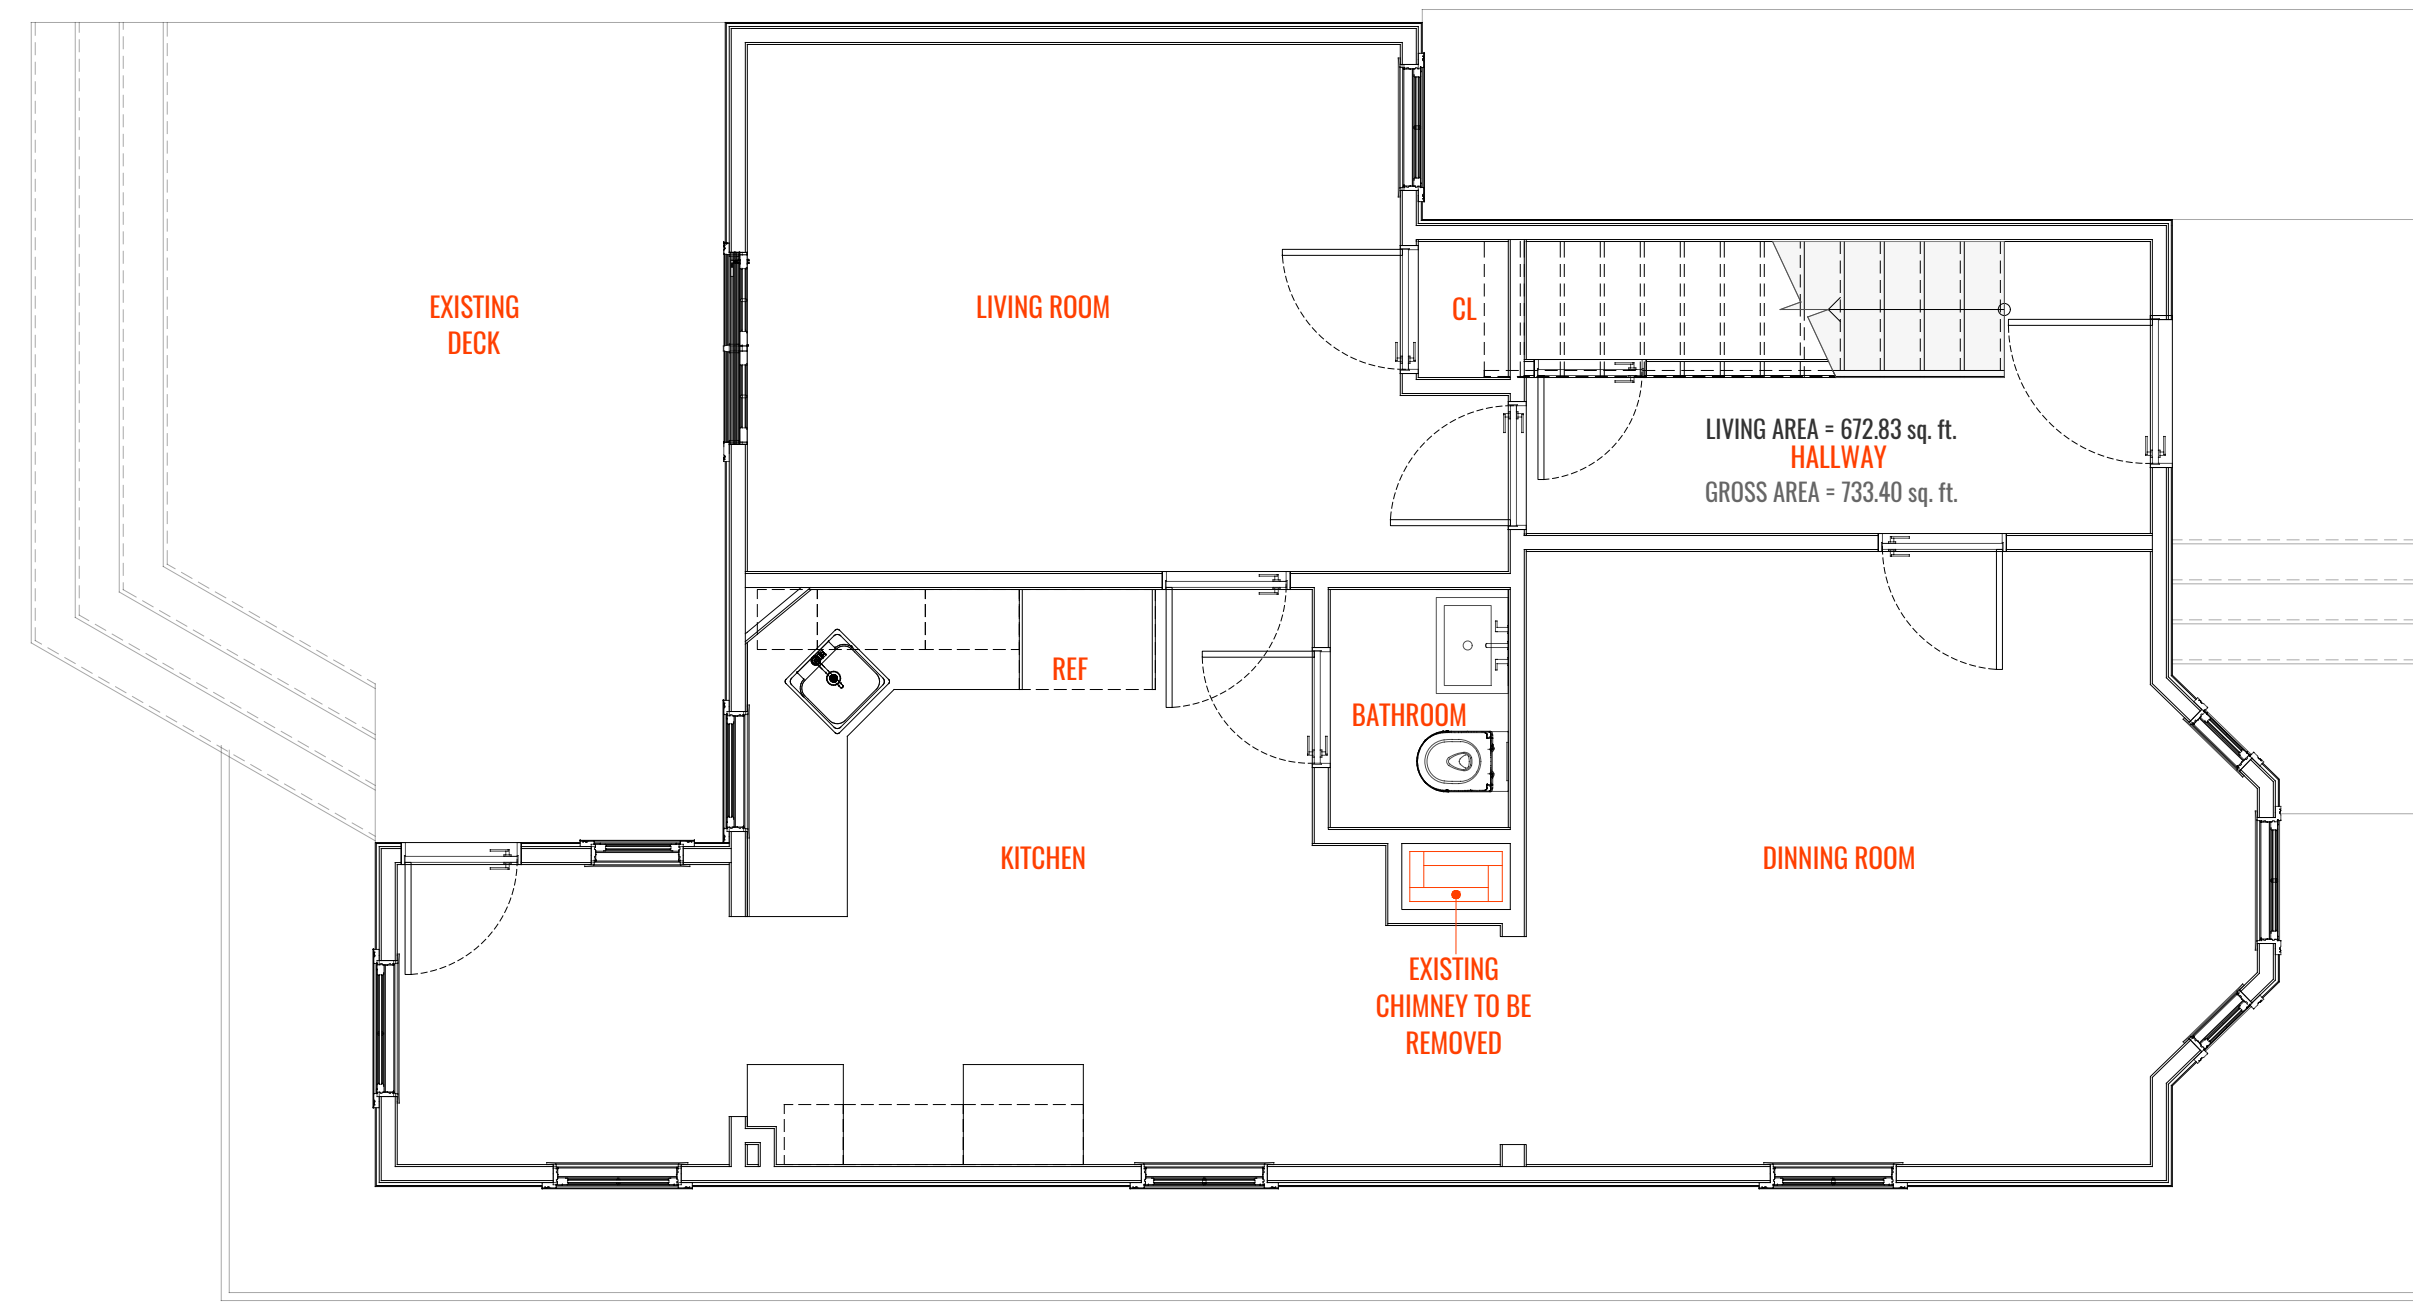 EXISTING
DECK
LIVING ROOM
CL
LIVING AREA = 672.83 sq. ft.
HALLWAY
GROSS AREA = 733.40 sq. ft.
REF
BATHROOM
KITCHEN
DINNING ROOM
EXISTING
CHIMNEY TO BE
REMOVED